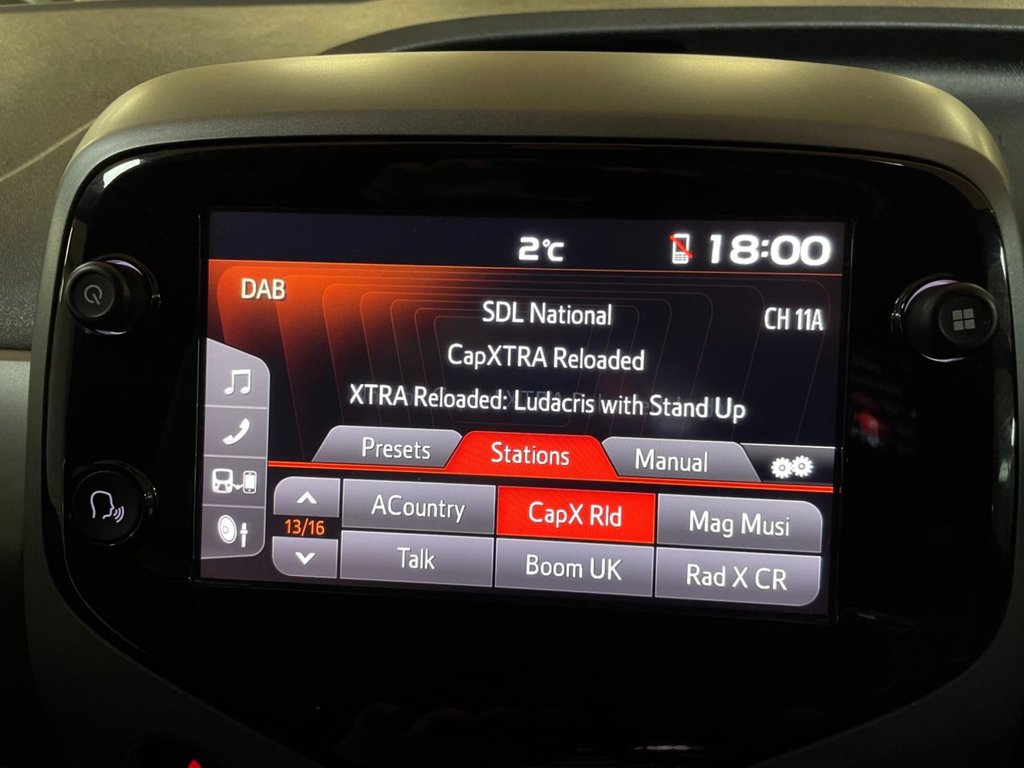 2°C
18:00
DAB
SDL National
CH 11A
CapXTRA Reloaded
XTRA Reloaded: Ludacris with Stand Up
Presets
Stations
Manual
13/16
ACountry
CapX Rld
Mag Musi
Talk
Boom UK
Rad X CR